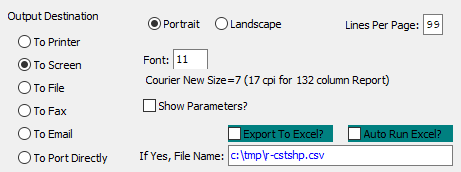 Output Destination
Portrait Landscape Lines Per Page: 99
To Printer
To Screen Font: 11
Courier New Size=7 (17 cpi for 132 column Report)
To File
To Fax Show Parameters?
To Email Export To Excel? Auto Run Excel?
To Port Directly If Yes, File Name: c:\tmp\r-cstshp.csv